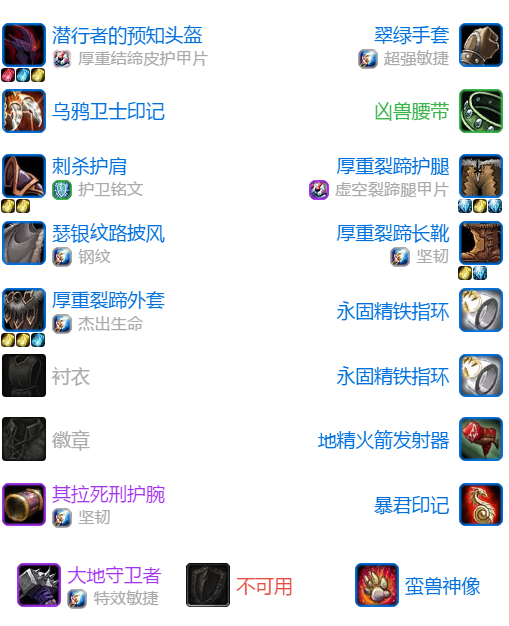 潜行者的预知头盔
厚重结缔皮护甲片
乌鸦卫士印记
刺杀护肩
护卫铭文
瑟银纹路披风
钢纹
厚重裂蹄外套
杰出生命
衬衣
徽章
其拉死刑护腕
坚韧
翠绿手套
超强敏捷
凶兽腰带
厚重裂蹄护腿
虚空裂蹄腿甲片
厚重裂蹄长靴
坚韧
永固精铁指环
永固精铁指环
地精火箭发射器
暴君印记
大地守卫者
特效敏捷
不可用
蛮兽神像